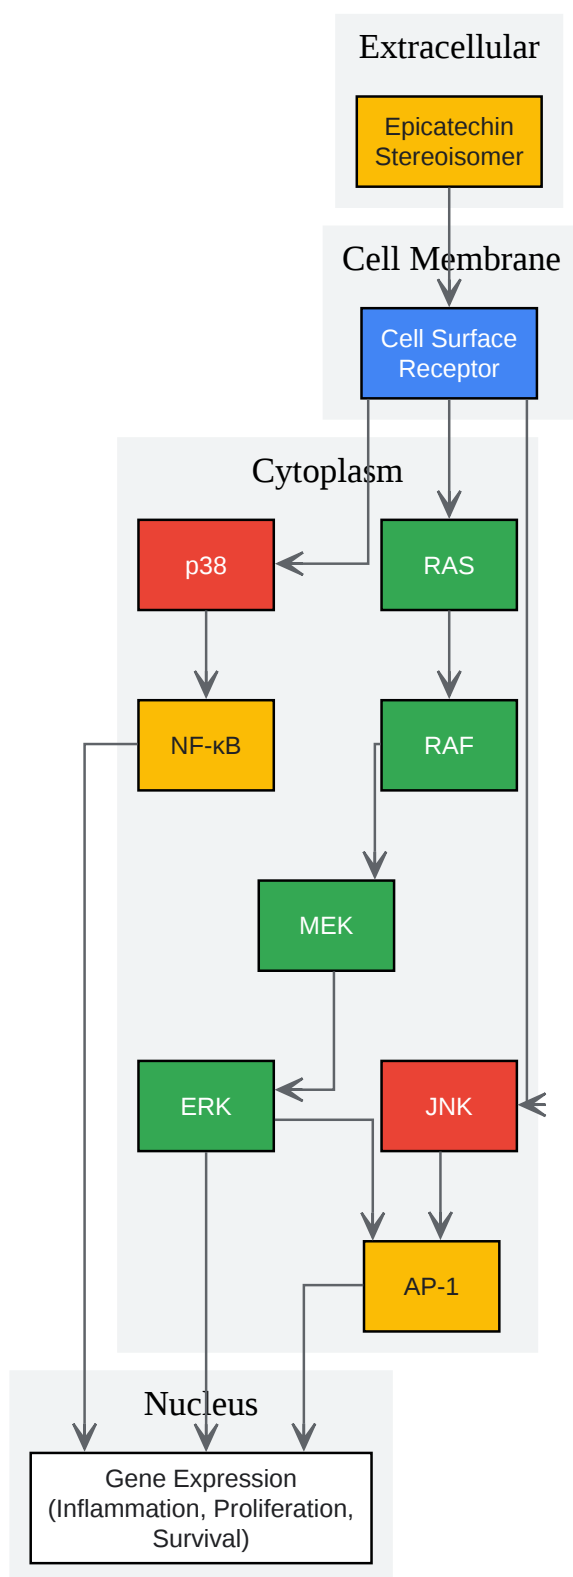 Extracellular
Epicatechin
Stereoisomer
Cell Membrane
Cell Surface
Receptor
Cytoplasm
p38
RAS
NF-κB
RAF
MEK
ERK
JNK
AP-1
Nucleus
Gene Expression
(Inflammation, Proliferation,
Survival)